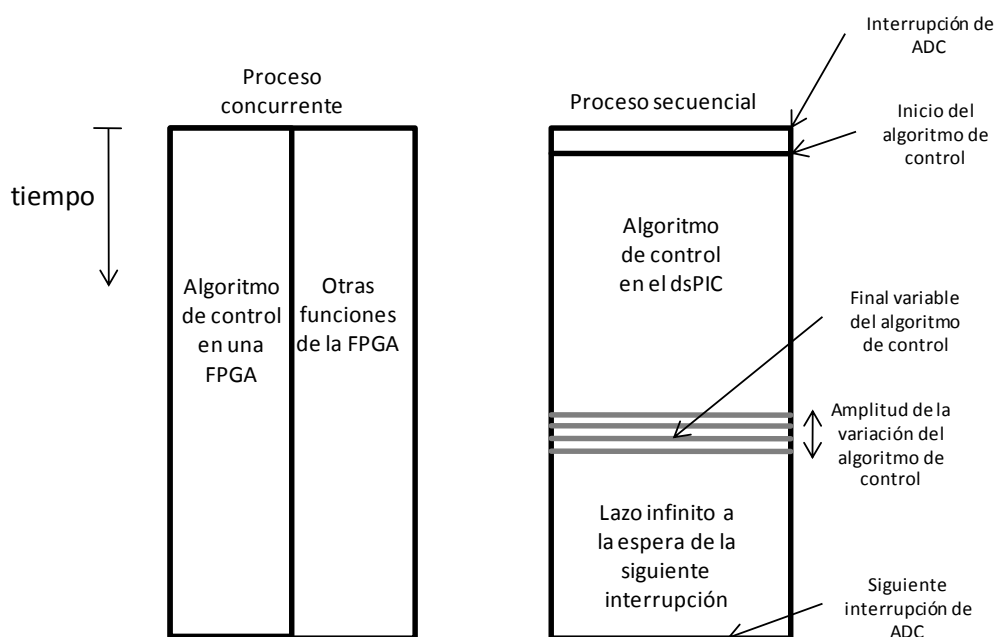 Proceso
concurrente
tiempo
Algoritmo
de control
en una
FPGA
Otras
funciones
de la FPGA
Proceso secuencial
Algoritmo
de control
en el dsPIC
Lazo infinito a
la espera de la
siguiente
interrupción
Interrupción de
ADC
Inicio del
algoritmo de
control
Final variable
del algoritmo
de control
Amplitud de la
variación del
algoritmo de
control
Siguiente
interrupción de
ADC